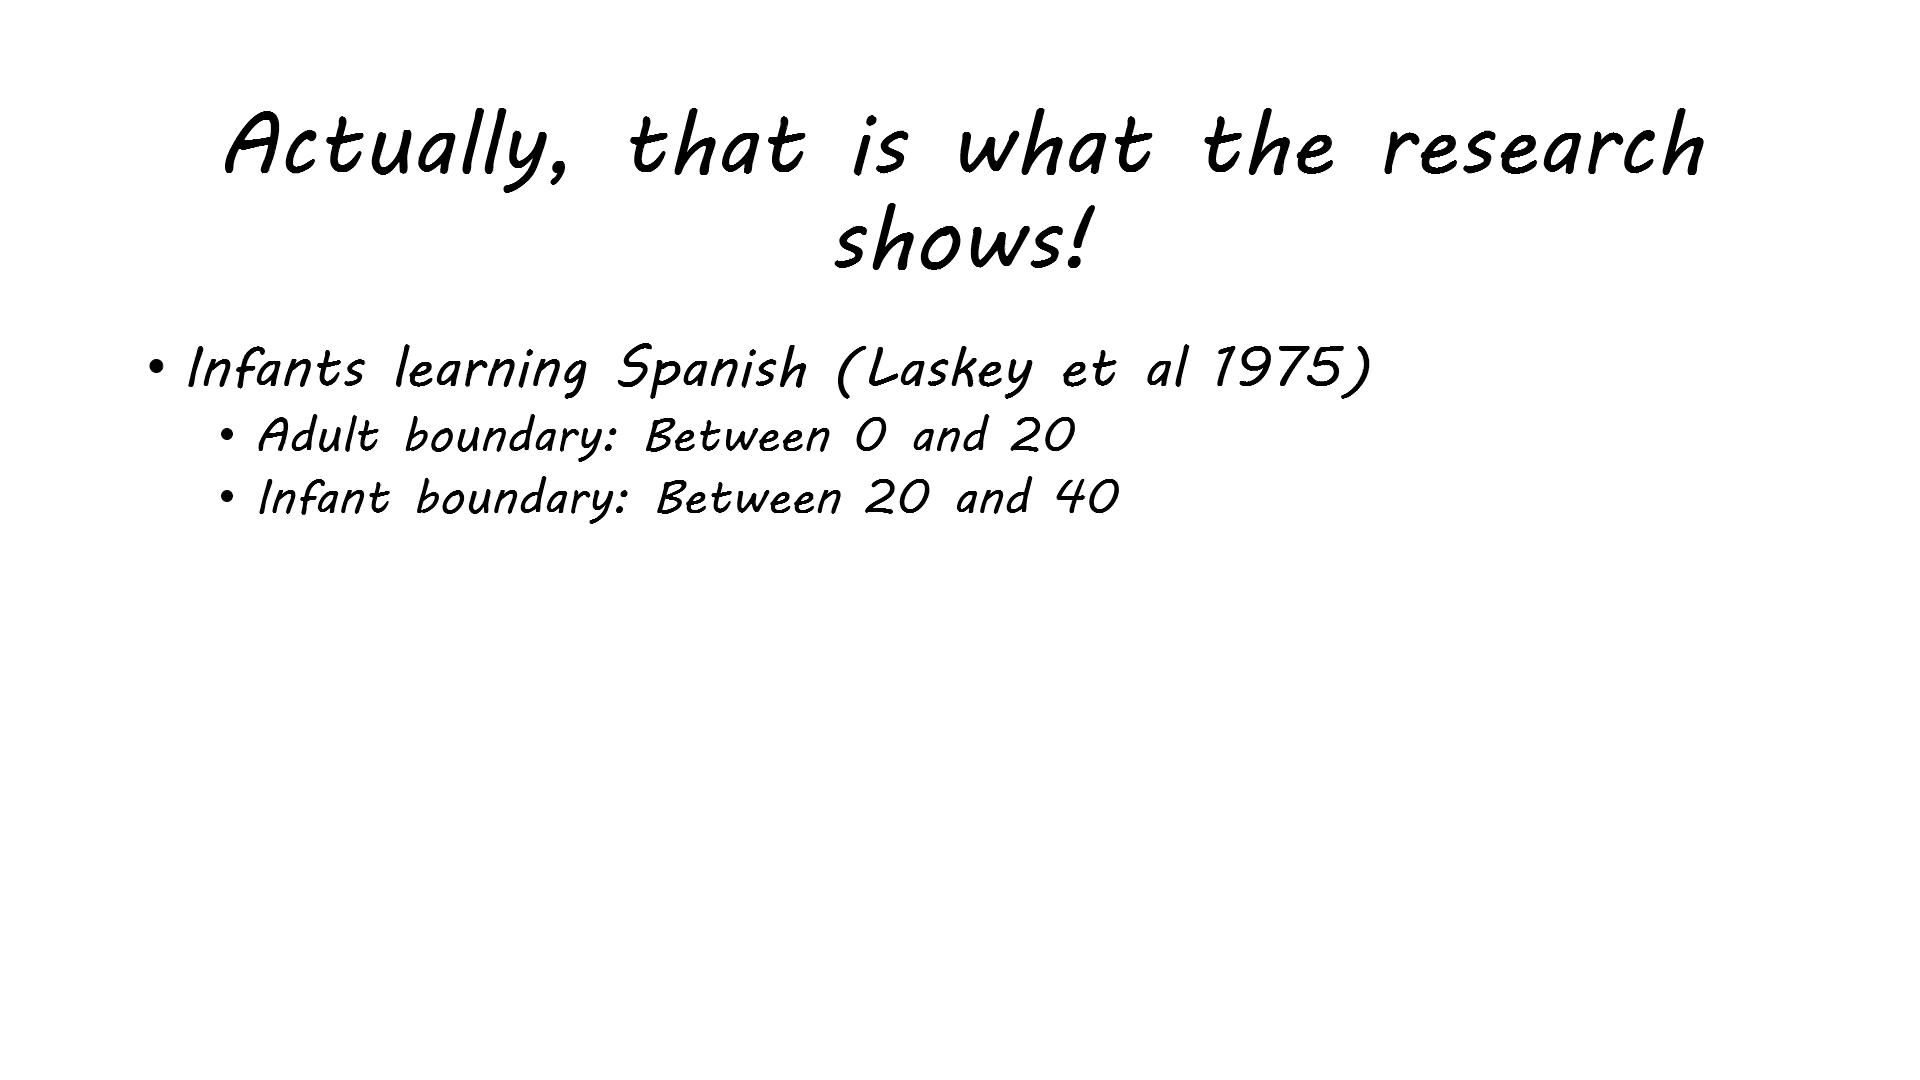 Actually, that is what the research
shows!
• Infants learning Spanish (Laskey et al 1975)
• Adult boundary: Between 0 and 20
• Infant boundary: Between 20 and 40